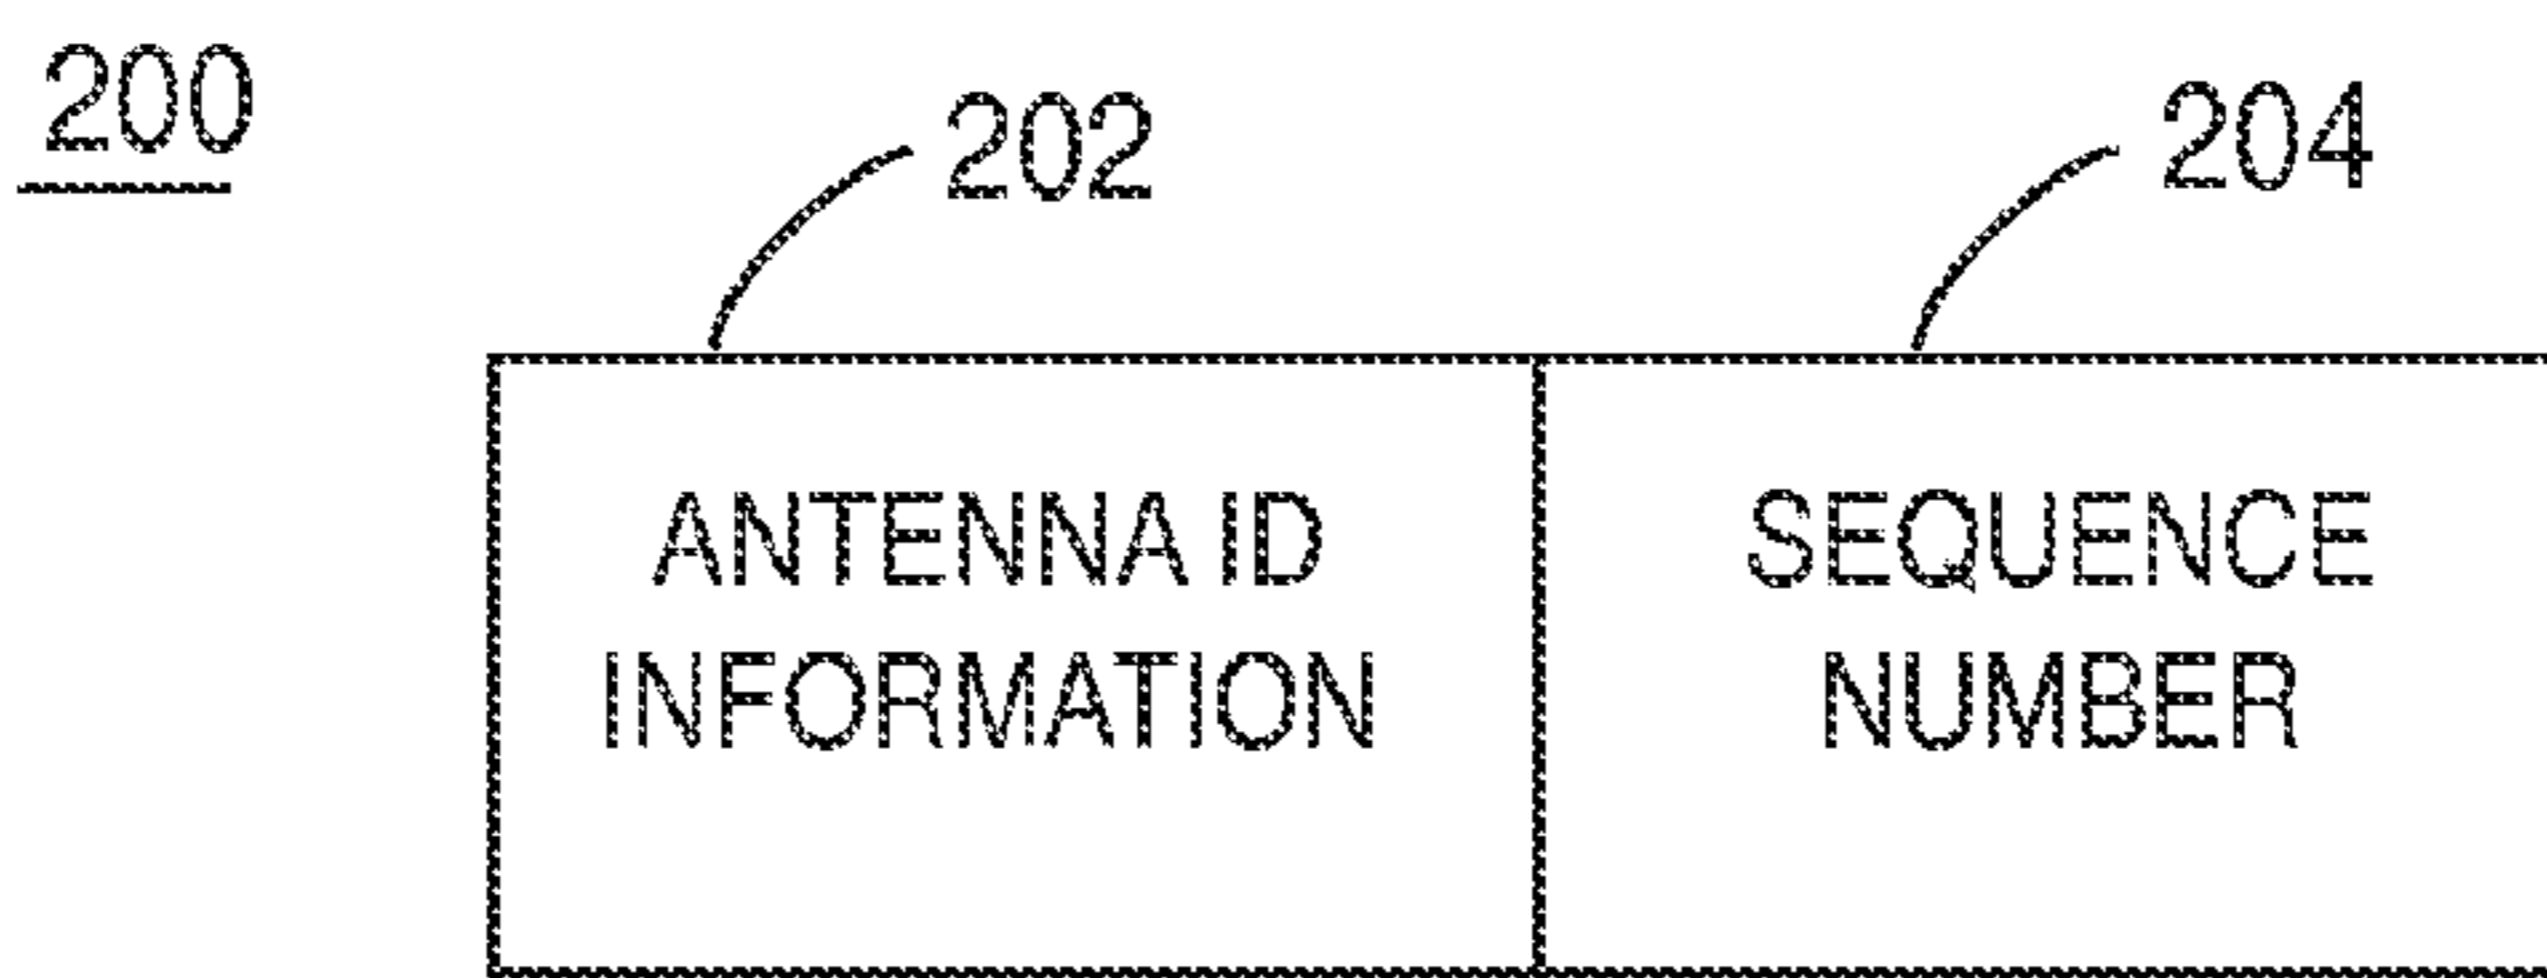 200
202
204
ANTENNA ID
INFORMATION
SEQUENCE
NUMBER